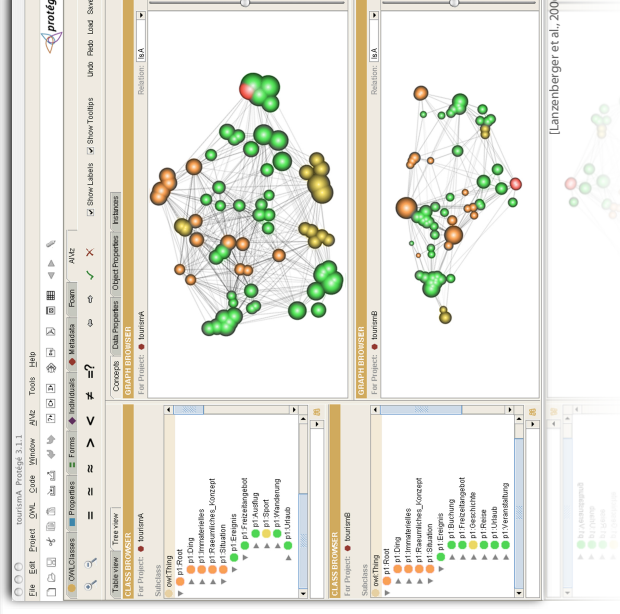 tourismA Protégé 3.1.1
File Edit Project OWL Code Window AlViz Tools Help
protég
OWLClasses Properties Forms Individuals Metadata Foam AlViz
= ≃ ≈ > < ≠ =?
Show Labels Show Tooltips Undo Redo Load Save
Table view Tree view
CLASS BROWSER
For Project: tourismA
Subclass
owl:Thing
p1:Root
p1:Ding
p1:Immaterielles
p1:Raeumliches_Konzept
p1:Situation
p1:Ereignis
p1:Freizeitangebot
p1:Ausflug
p1:Sport
p1:Wanderung
p1:Urlaub
Concepts Data Properties Object Properties Instances
GRAPH BROWSER
For Project: tourismA Relation: IsA
CLASS BROWSER
For Project: tourismB
Subclass
owl:Thing
p1:Root
p1:Ding
p1:Immaterielles
p1:Raeumliches_Konzept
p1:Situation
p1:Ereignis
p1:Buchung
p1:Freizeitangebot
p1:Geschichte
p1:Reise
p1:Urlaub
p1:Veranstaltung
GRAPH BROWSER
For Project: tourismB Relation: IsA
[Lanzenberger et al., 200